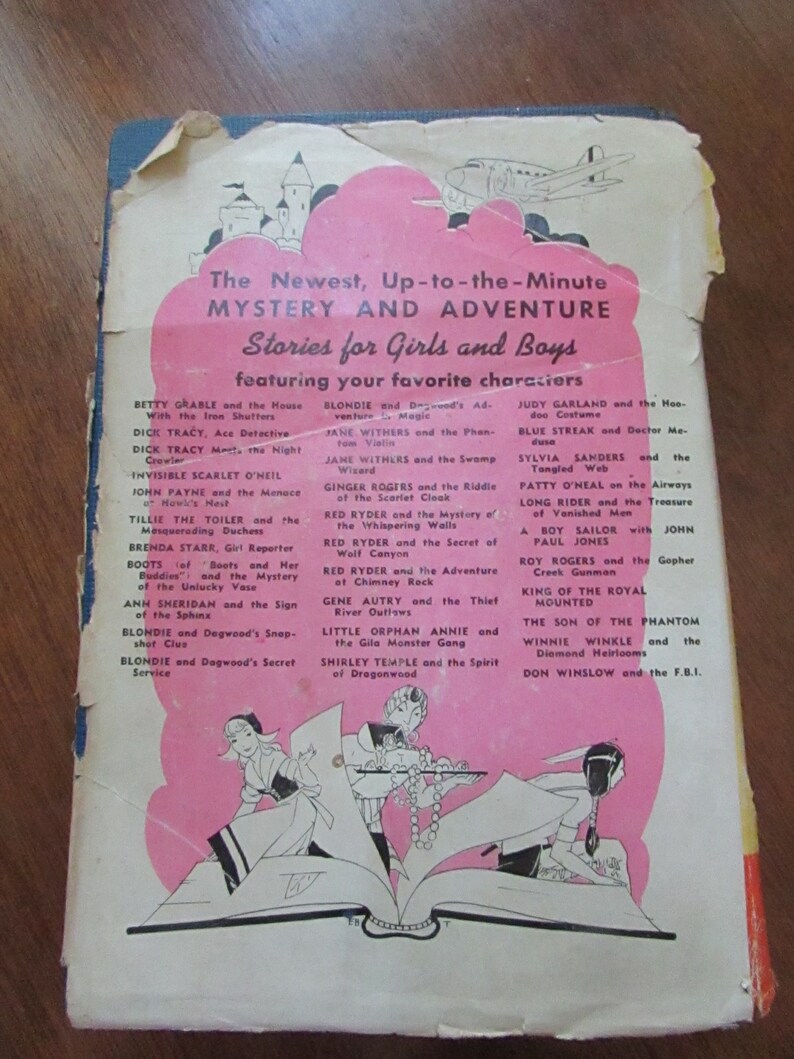 The Newest, Up-to-the-Minute
MYSTERY AND ADVENTURE
Stories for Girls and Boys
featuring your favorite characters
BETTY GRABLE and the House
With the Iron Shutters
DICK TRACY, Ace Detective
DICK TRACY Meets the Night
Crawler
INVISIBLE SCARLET O'NEIL
JOHN PAYNE and the Menace
at Hawk's Nest
TILLIE THE TOILER and the
Masquerading Duchess
BRENDA STARR, Girl Reporter
BOOTS (of "Boots and Her
Buddies") and the Mystery
of the Unlucky Vase
ANN SHERIDAN and the Sign
of the Sphinx
BLONDIE and Dagwood's Snap-
shot Clue
BLONDIE and Dagwood's Secret
Service
BLONDIE and Dagwood's Ad-
venture in Magic
JANE WITHERS and the Phan-
tom Violin
JANE WITHERS and the Swamp
Wizard
GINGER ROGERS and the Riddle
of the Scarlet Cloak
RED RYDER and the Mystery of
the Whispering Walls
RED RYDER and the Secret of
Wolf Canyon
RED RYDER and the Adventure
at Chimney Rock
GENE AUTRY and the Thief
River Outlaws
LITTLE ORPHAN ANNIE and
the Gila Monster Gang
SHIRLEY TEMPLE and the Spirit
of Dragonwood
JUDY GARLAND and the Hoo-
doo Costume
BLUE STREAK and Doctor Me-
dusa
SYLVIA SANDERS and the
Tangled Web
PATTY O'NEAL on the Airways
LONG RIDER and the Treasure
of Vanished Men
A BOY SAILOR with JOHN
PAUL JONES
ROY ROGERS and the Gopher
Creek Gunman
KING OF THE ROYAL
MOUNTED
THE SON OF THE PHANTOM
WINNIE WINKLE and the
Diamond Heirlooms
DON WINSLOW and the F.B.I.